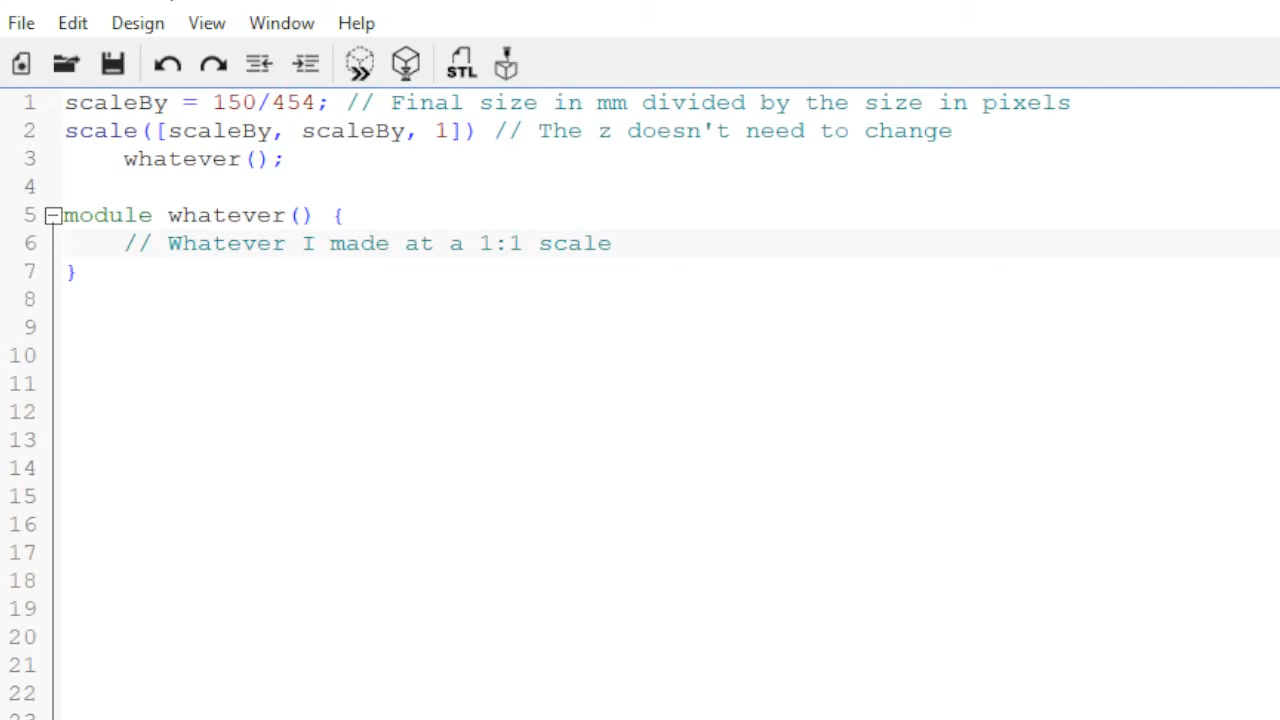 File Edit Design View Window Help
STL
1 scaleBy = 150/454; // Final size in mm divided by the size in pixels
2 scale([scaleBy, scaleBy, 1]) // The z doesn't need to change
3 whatever();
4
5 module whatever() {
6 // Whatever I made at a 1:1 scale
7 }
8
9
10
11
12
13
14
15
16
17
18
19
20
21
22
23